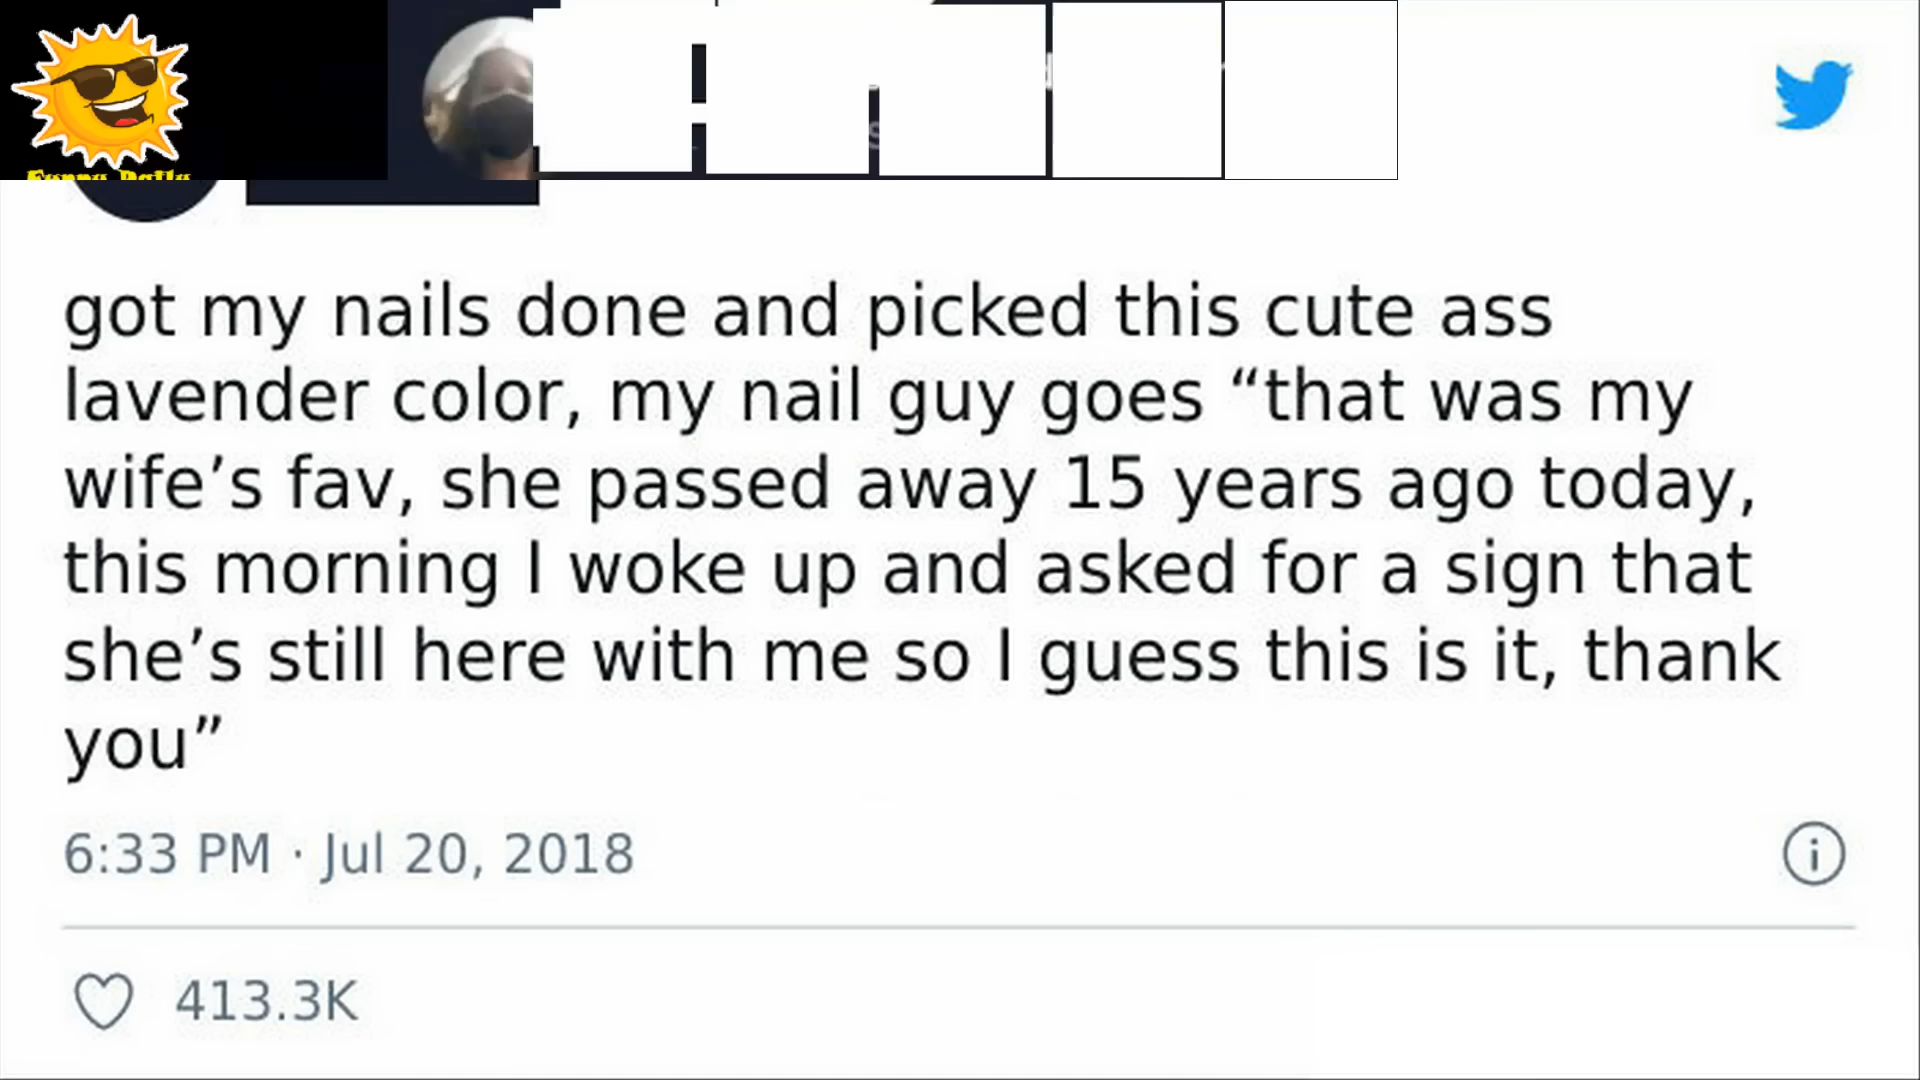 got my nails done and picked this cute ass
lavender color, my nail guy goes “that was my
wife’s fav, she passed away 15 years ago today,
this morning I woke up and asked for a sign that
she’s still here with me so I guess this is it, thank
you”
6:33 PM · Jul 20, 2018
413.3K